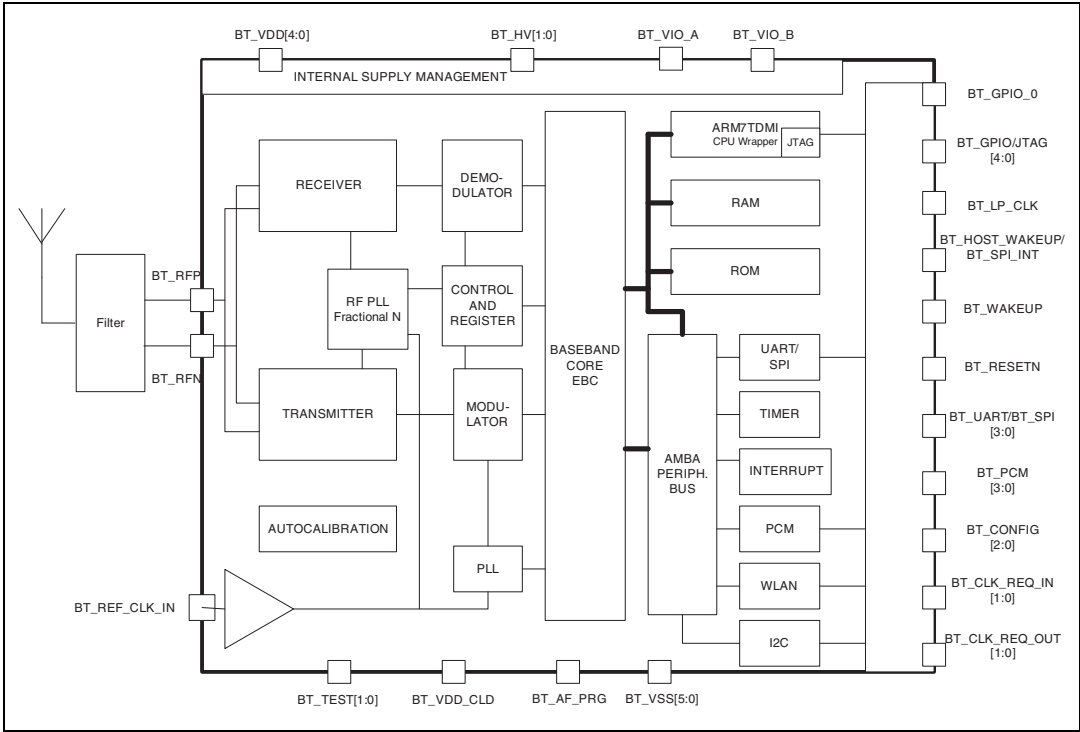 BT_VDD[4:0]
BT_HV[1:0]
BT_VIO_A
BT_VIO_B
INTERNAL SUPPLY MANAGEMENT
BT_GPIO_0
BT_GPIO/JTAG
[4:0]
BT_LP_CLK
BT_HOST_WAKEUP/
BT_SPI_INT
BT_WAKEUP
BT_RESETN
BT_UART/BT_SPI
[3:0]
BT_PCM
[3:0]
BT_CONFIG
[2:0]
BT_CLK_REQ_IN
[1:0]
BT_CLK_REQ_OUT
[1:0]
Filter
BT_RFP
BT_RFN
RECEIVER
DEMO-
DULATOR
RF PLL
Fractional N
CONTROL
AND
REGISTER
TRANSMITTER
MODU-
LATOR
AUTOCALIBRATION
PLL
BT_REF_CLK_IN
BASEBAND
CORE
EBC
ARM7TDMI
CPU Wrapper
JTAG
RAM
ROM
AMBA
PERIPH.
BUS
UART/
SPI
TIMER
INTERRUPT
PCM
WLAN
I2C
BT_TEST[1:0]
BT_VDD_CLD
BT_AF_PRG
BT_VSS[5:0]